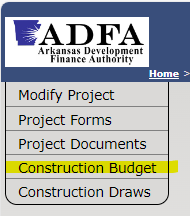 ADFA
Arkansas Development
Finance Authority
Home >
Modify Project
Project Forms
Project Documents
Construction Budget
Construction Draws